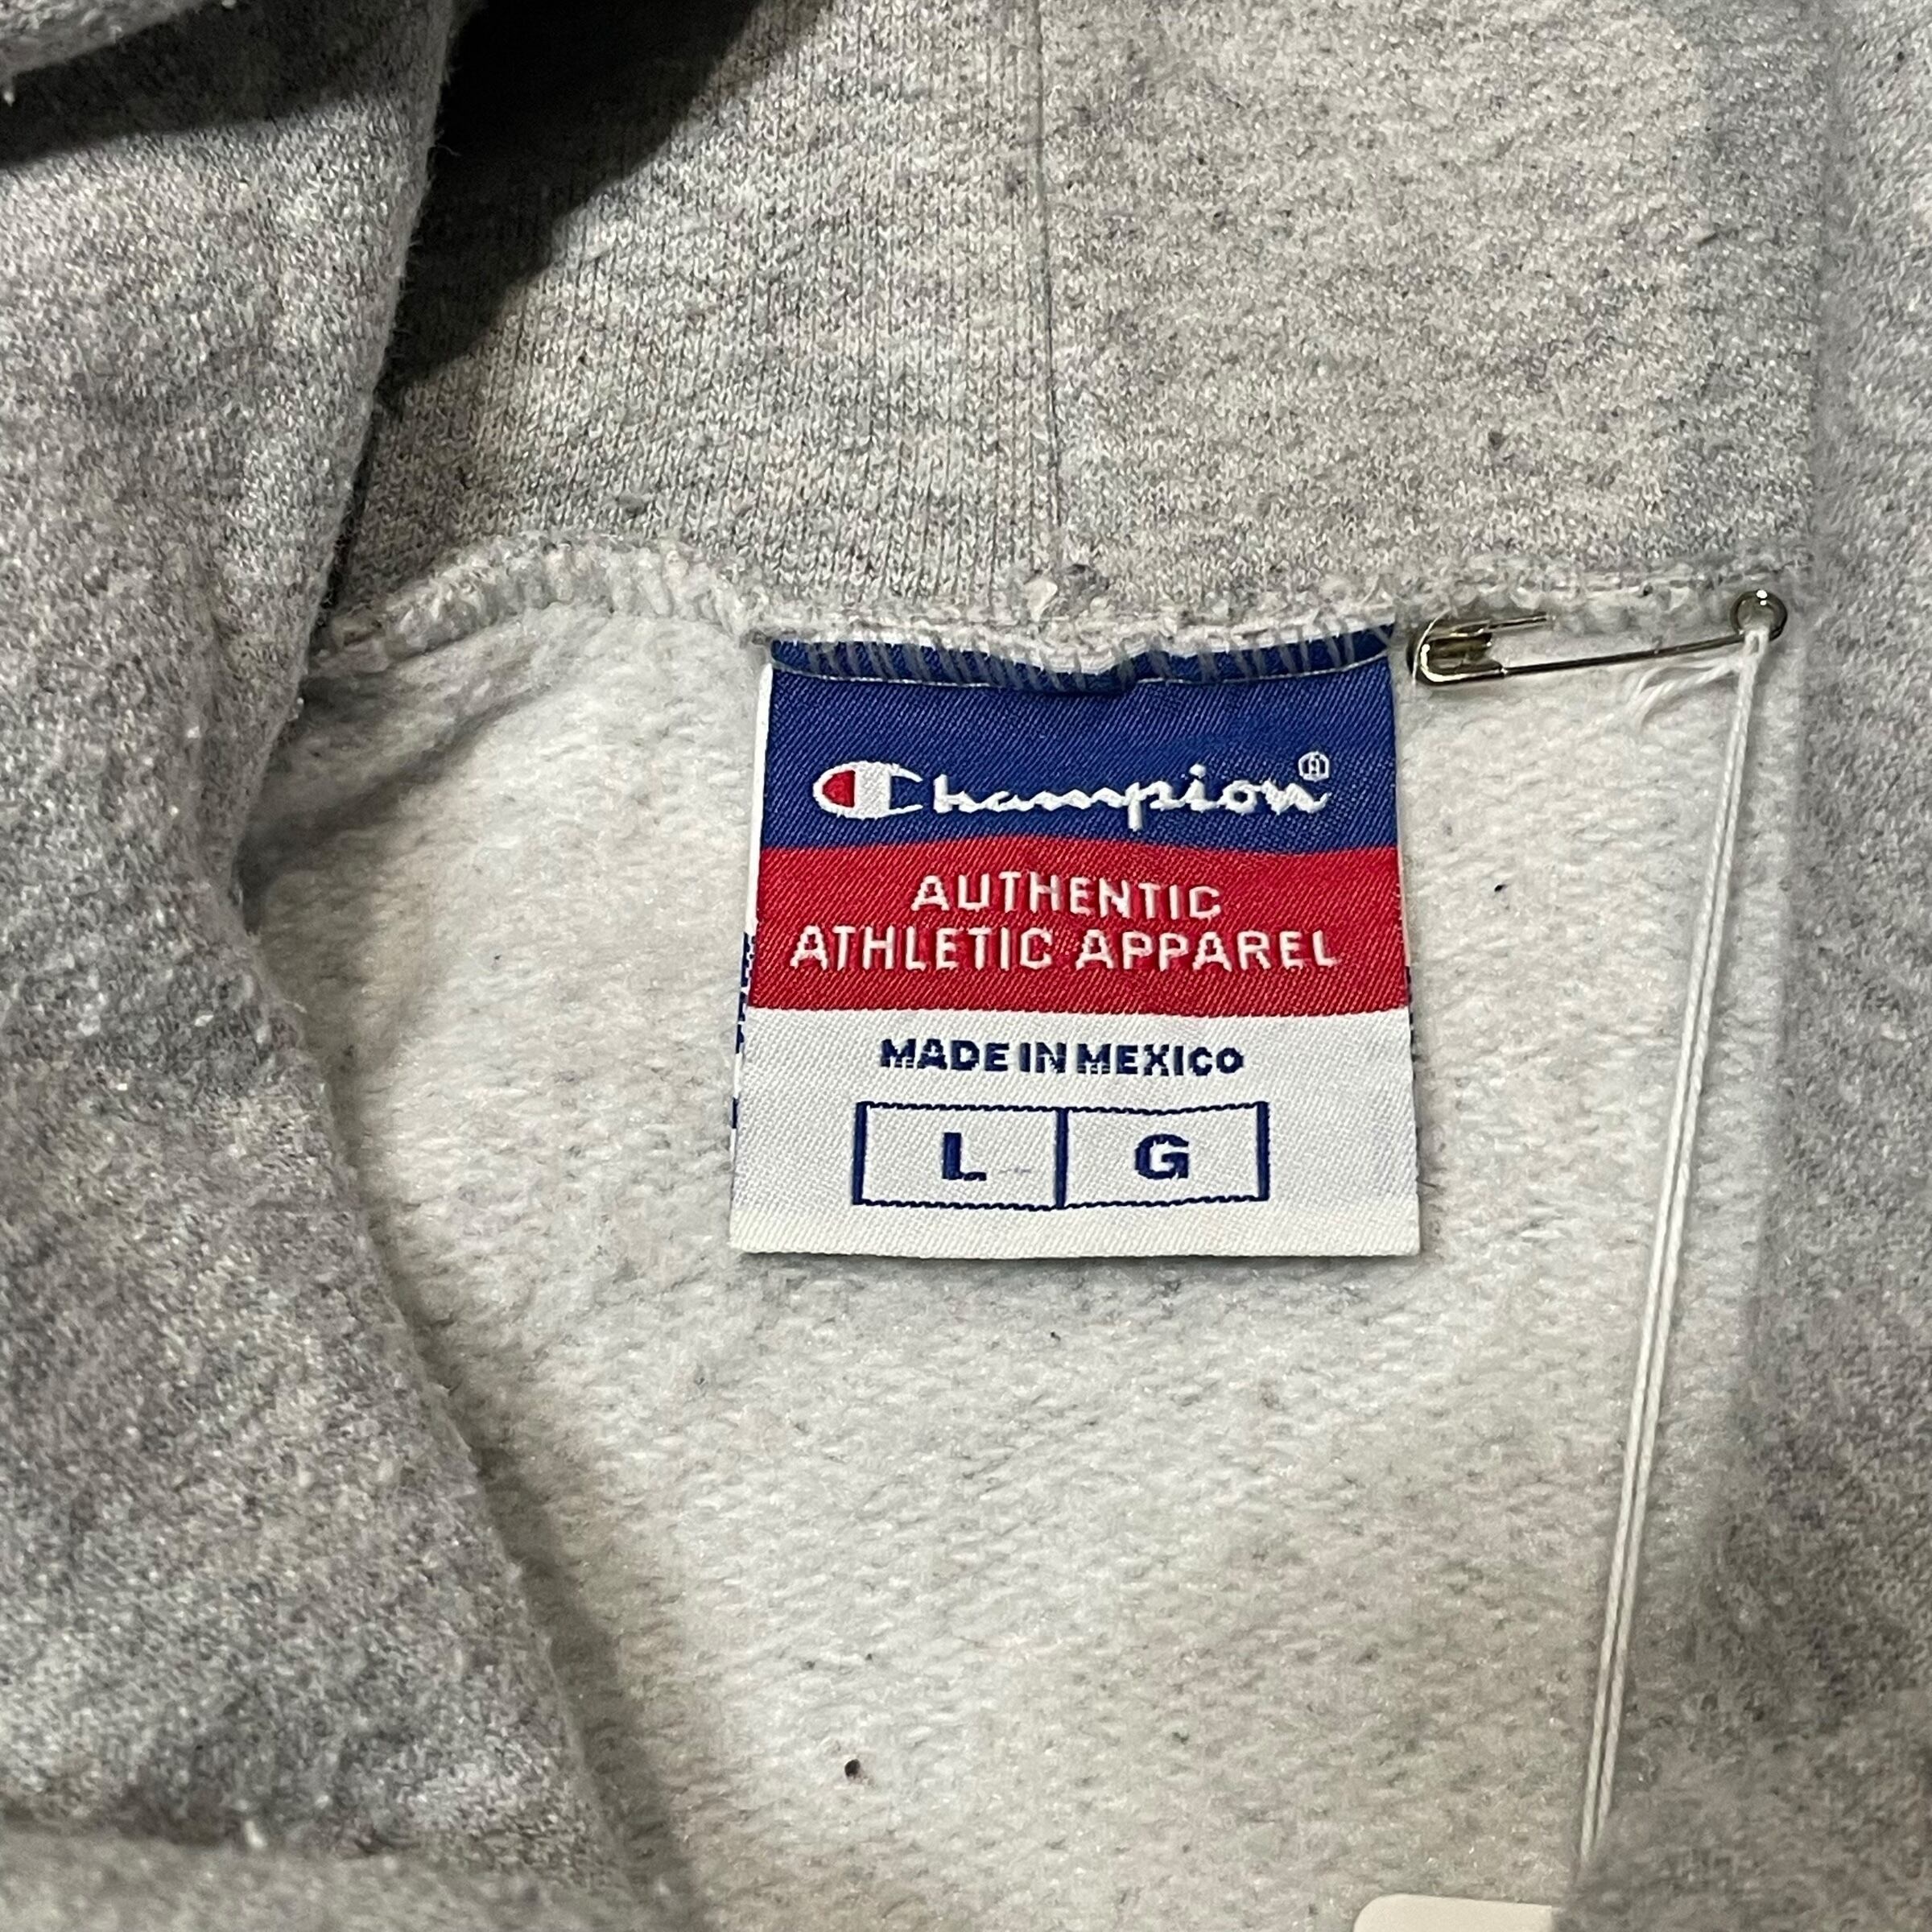 Champion®
AUTHENTIC
ATHLETIC APPAREL
MADE IN MEXICO
L G